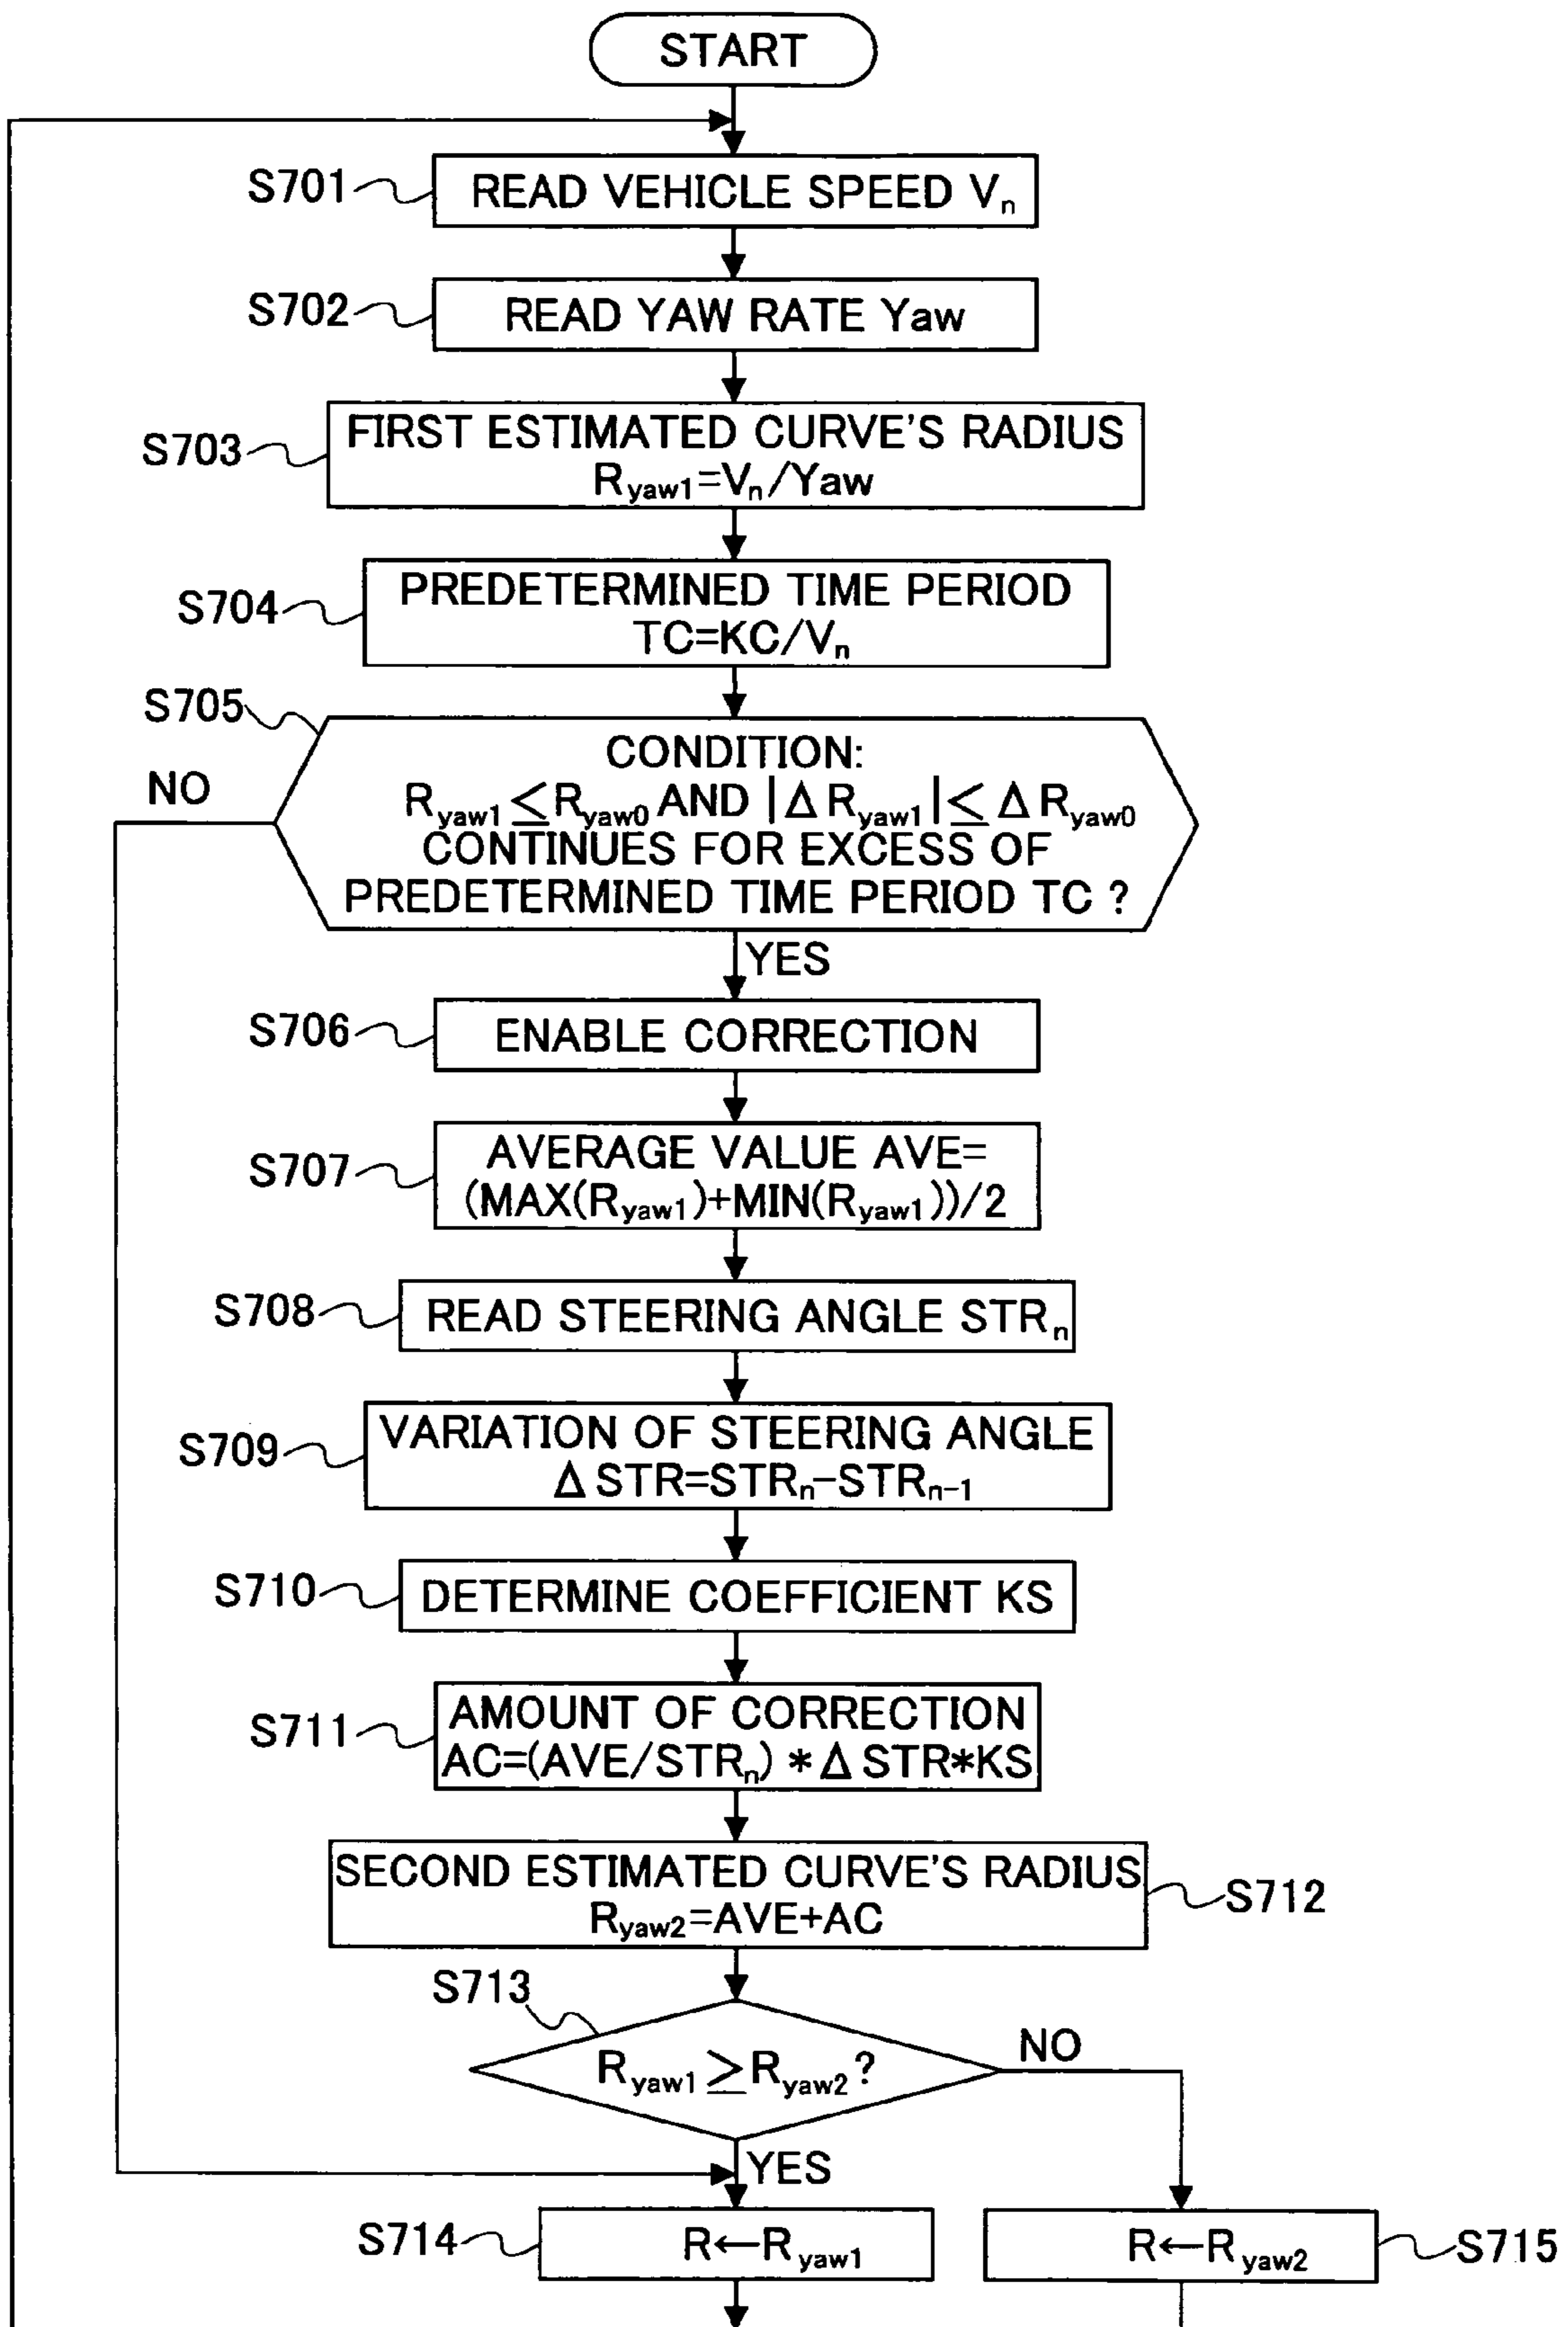 START
S701
READ VEHICLE SPEED Vn
S702
READ YAW RATE Yaw
S703
FIRST ESTIMATED CURVE'S RADIUS
Ryaw1=Vn/Yaw
S704
PREDETERMINED TIME PERIOD
TC=KC/Vn
S705
NO
CONDITION:
Ryaw1≤Ryaw0 AND |ΔRyaw1|≤ΔRyaw0
CONTINUES FOR EXCESS OF
PREDETERMINED TIME PERIOD TC ?
YES
S706
ENABLE CORRECTION
S707
AVERAGE VALUE AVE=
(MAX(Ryaw1)+MIN(Ryaw1))/2
S708
READ STEERING ANGLE STRn
S709
VARIATION OF STEERING ANGLE
ΔSTR=STRn-STRn-1
S710
DETERMINE COEFFICIENT KS
S711
AMOUNT OF CORRECTION
AC=(AVE/STRn)*ΔSTR*KS
SECOND ESTIMATED CURVE'S RADIUS
Ryaw2=AVE+AC
S712
S713
Ryaw1≥Ryaw2?
NO
YES
S714
R←Ryaw1
R←Ryaw2
S715